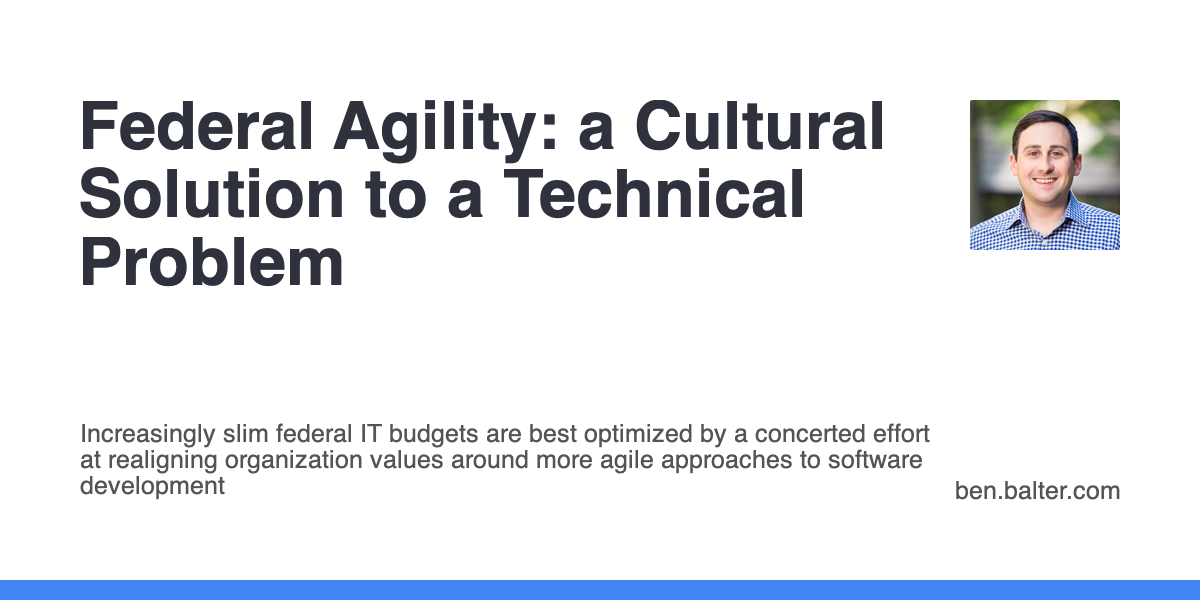 Federal Agility: a Cultural
Solution to a Technical
Problem
Increasingly slim federal IT budgets are best optimized by a concerted effort
at realigning organization values around more agile approaches to software
development
ben.balter.com